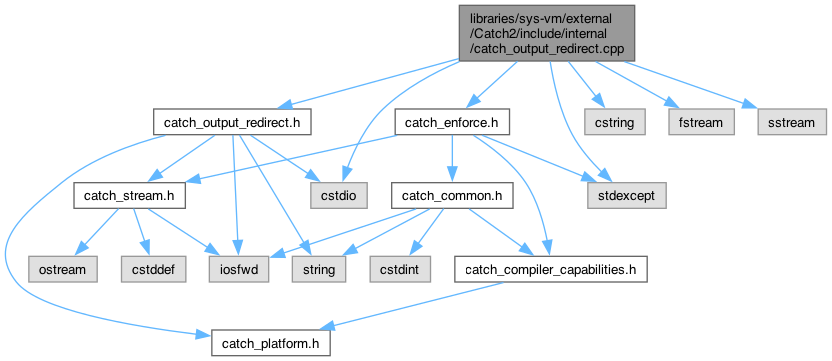 libraries/sys-vm/external
/Catch2/include/internal
/catch_output_redirect.cpp
catch_output_redirect.h
catch_enforce.h
cstring
fstream
sstream
catch_stream.h
cstdio
catch_common.h
stdexcept
ostream
cstddef
iosfwd
string
cstdint
catch_compiler_capabilities.h
catch_platform.h